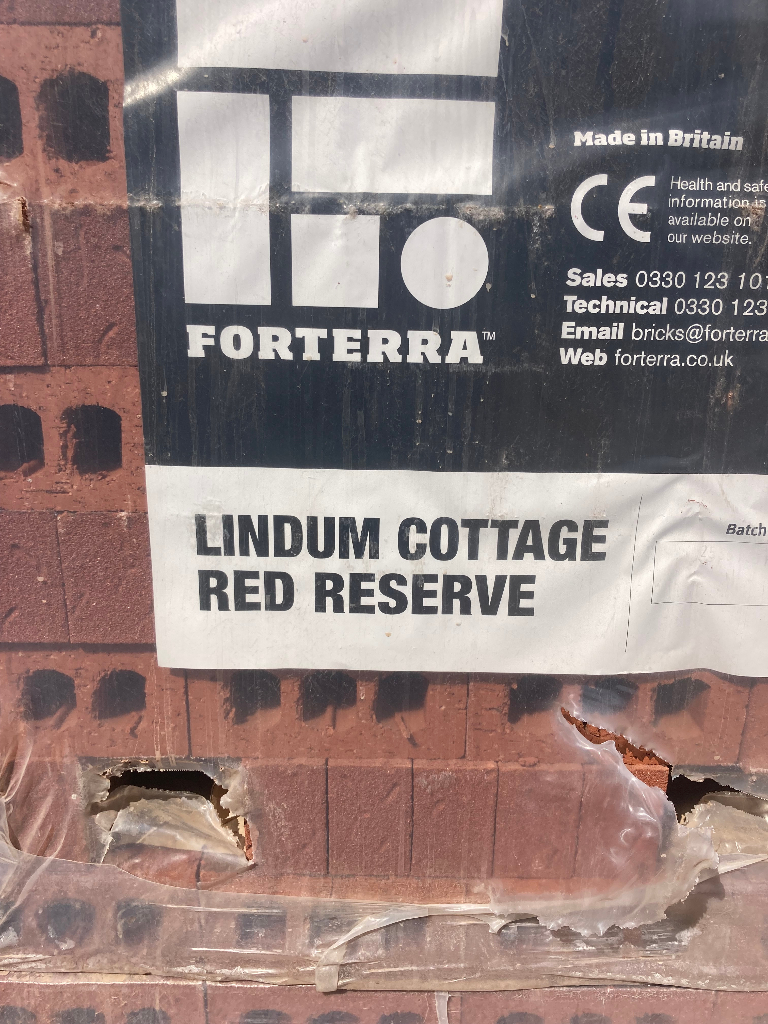 Made in Britain
CE
Health and safe
information is
available on
our website.
Sales 0330 123 101
Technical 0330 123
Email bricks@forterra
Web forterra.co.uk
FORTERRA™
LINDUM COTTAGE
RED RESERVE
Batch